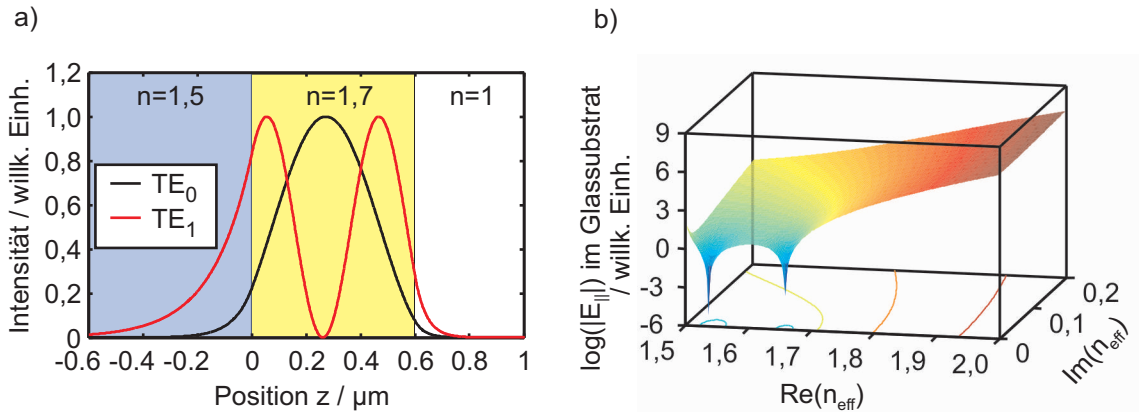 a)
1,2
1,0
0,8
0,6
0,4
0,2
0
Intensität / willk. Einh.
n=1,5
n=1,7
n=1
TE0
TE1
-0.6
-0.4
-0.2
0
0.2
0.4
0.6
0.8
1
Position z / µm
b)
log(|E|||) im Glassubstrat
/ willk. Einh.
9
6
3
0
-3
-6
1,5
1,6
1,7
1,8
1,9
2,0
Re(neff)
0
0,1
0,2
Im(neff)